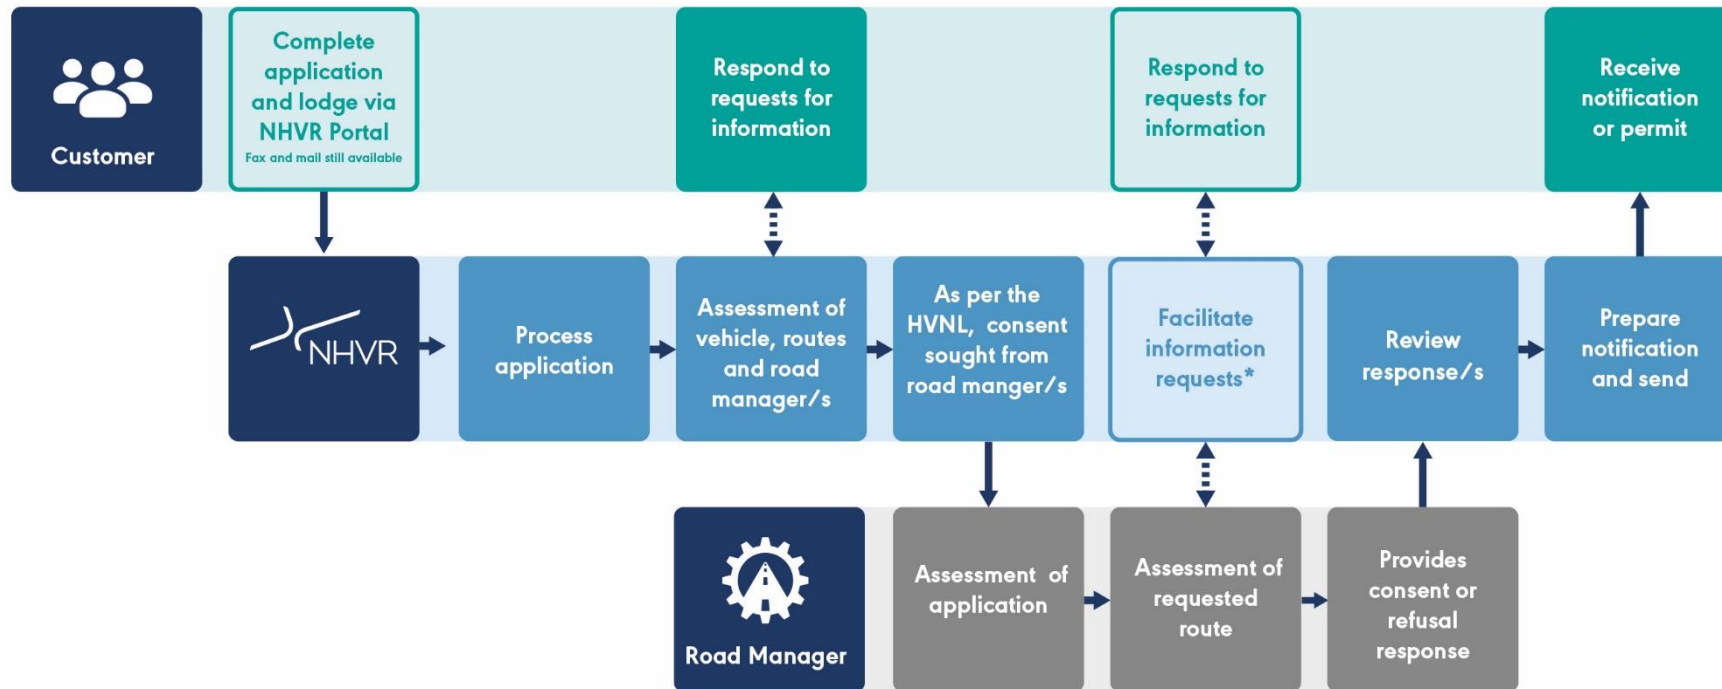 Customer
Complete
application
and lodge via
NHVR Portal
Fax and mail still available
Respond to
requests for
information
Respond to
requests for
information
Receive
notification
or permit
NHVR
Process
application
Assessment of
vehicle, routes
and road
manager/s
As per the
HVNL, consent
sought from
road manger/s
Facilitate
information
requests*
Review
response/s
Prepare
notification
and send
Road Manager
Assessment of
application
Assessment of
requested
route
Provides
consent or
refusal
response